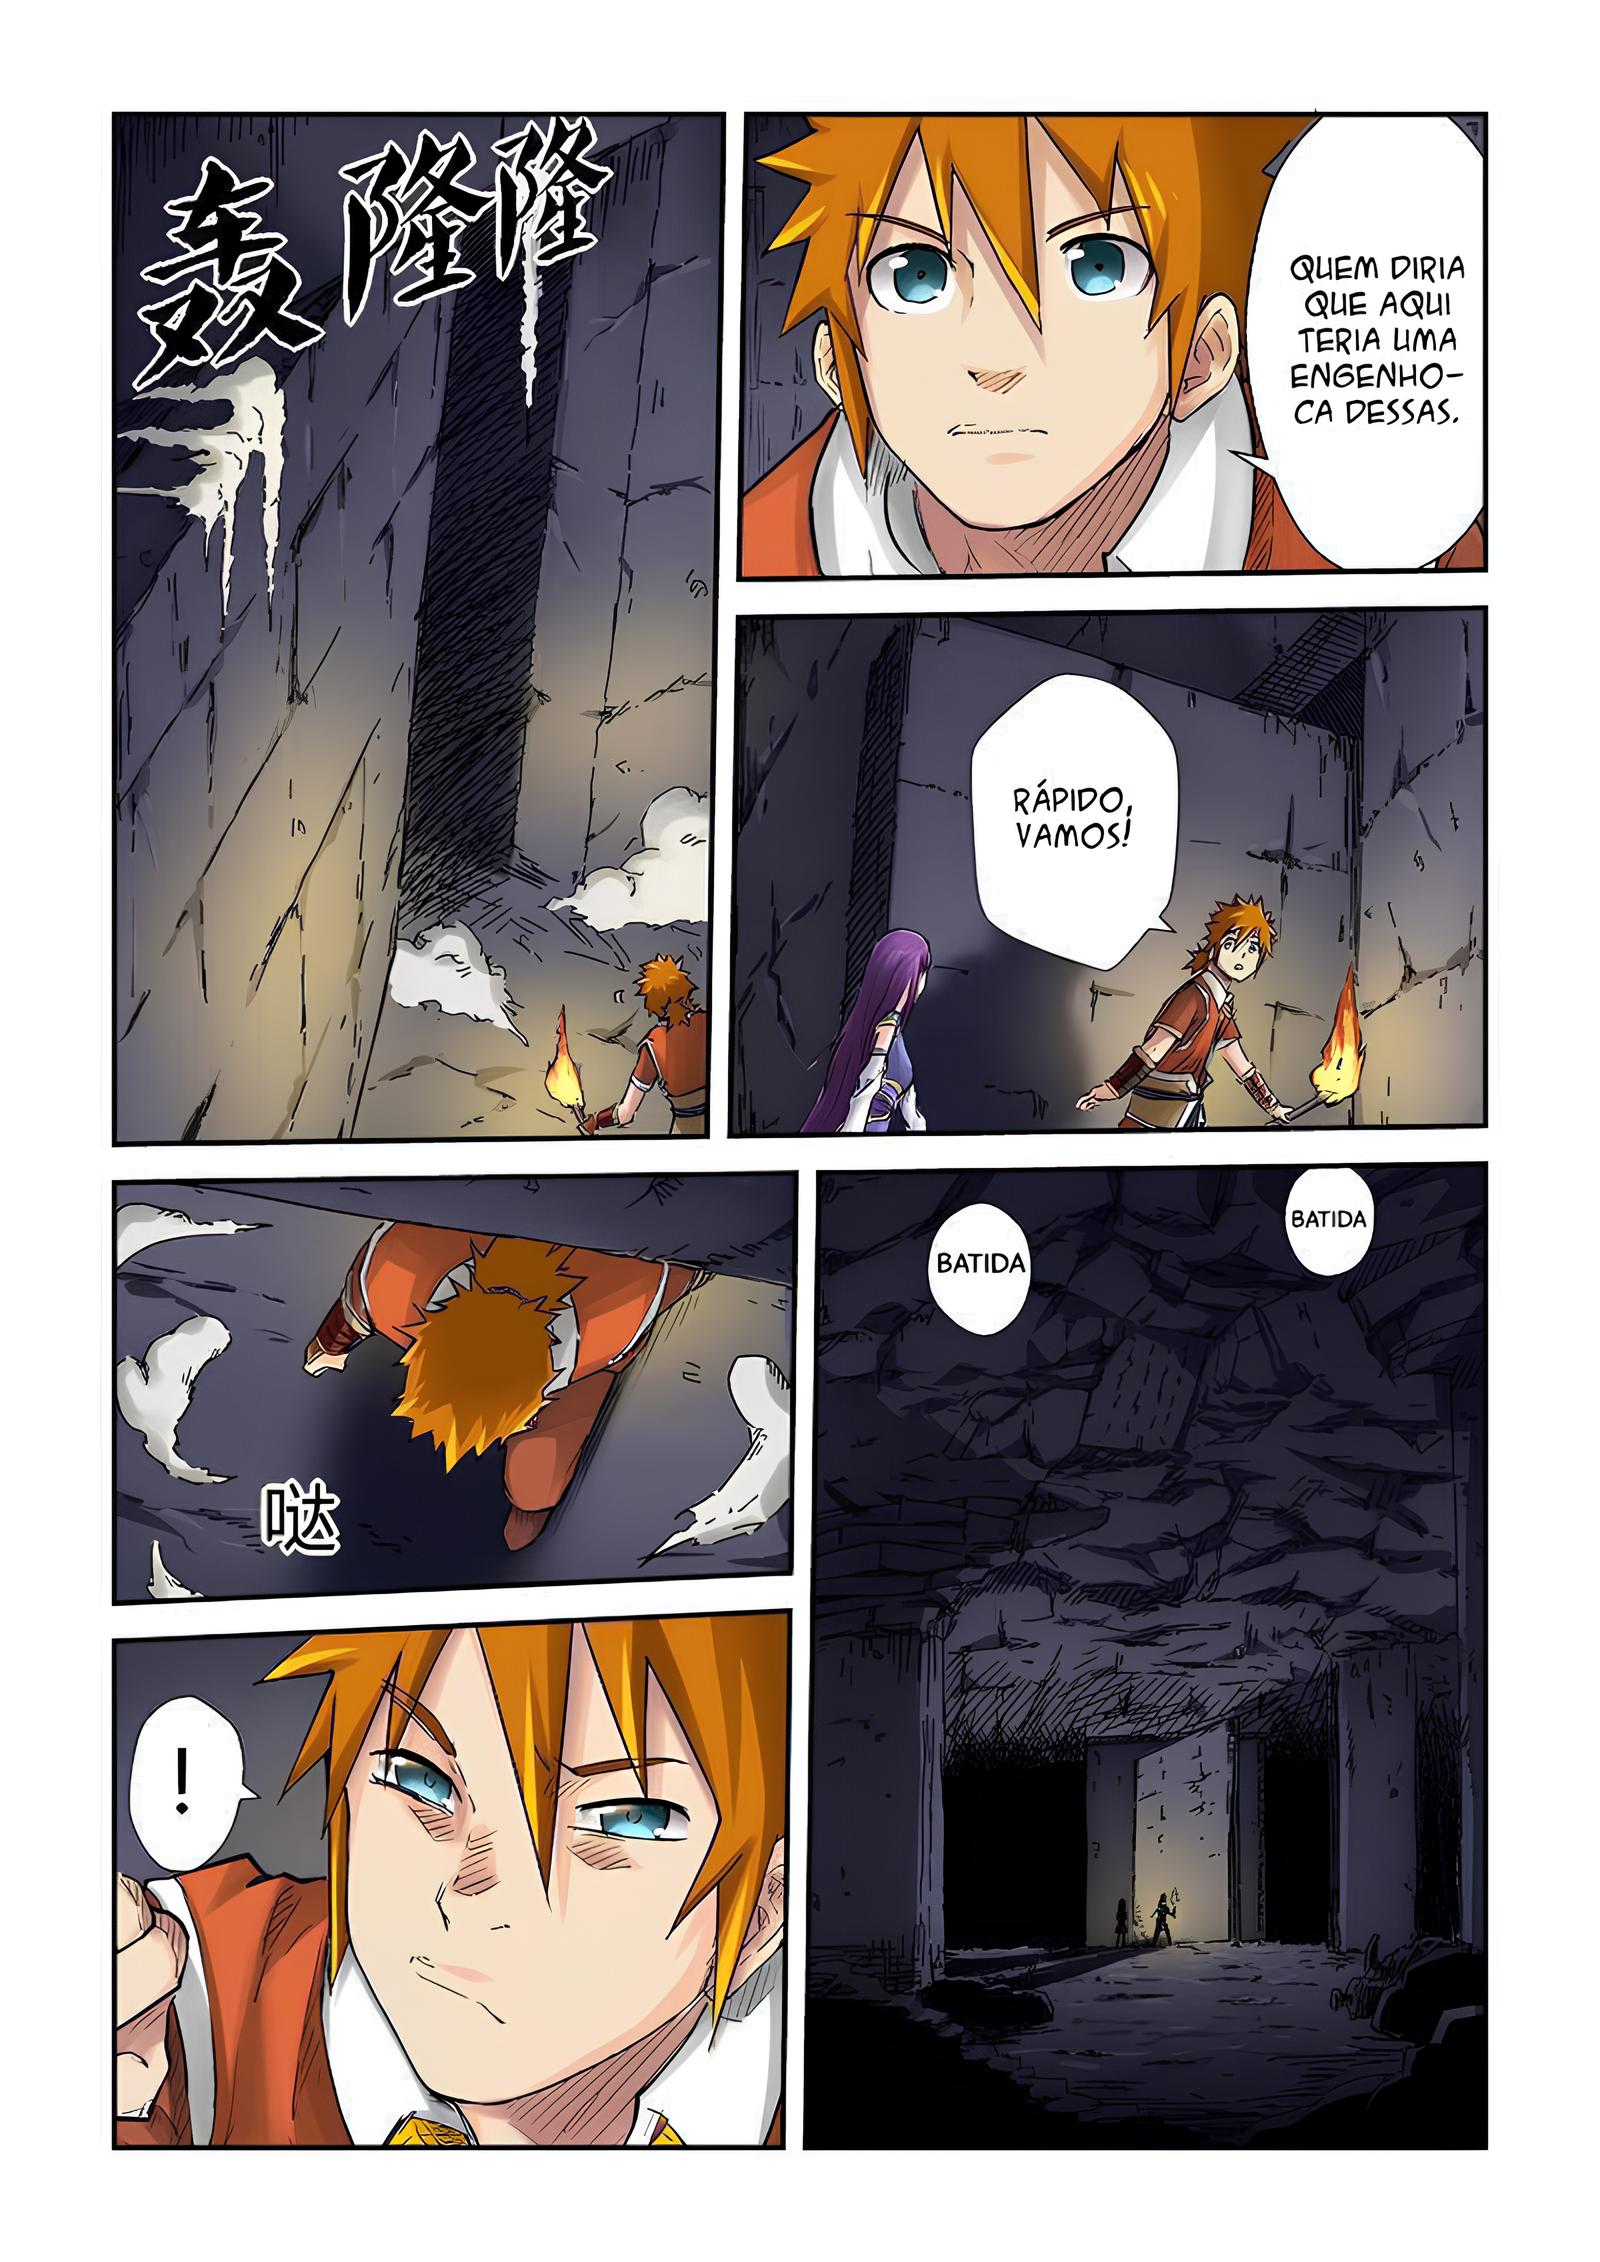 轰隆隆
QUEM DIRIA
QUE AQUI
TERIA UMA
ENGENHO-
CA DESSAS.
RÁPIDO,
VAMOS!
哒
BATIDA
BATIDA
!